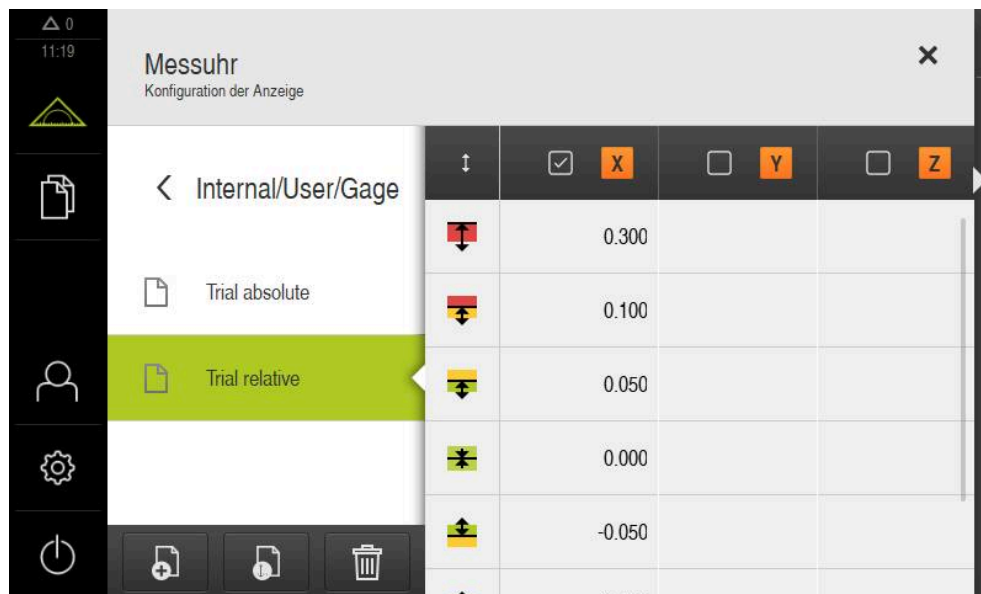 0
11:19
Messuhr
Konfiguration der Anzeige
Internal/User/Gage
Trial absolute
Trial relative
X Y Z
0.300
0.100
0.050
0.000
-0.050